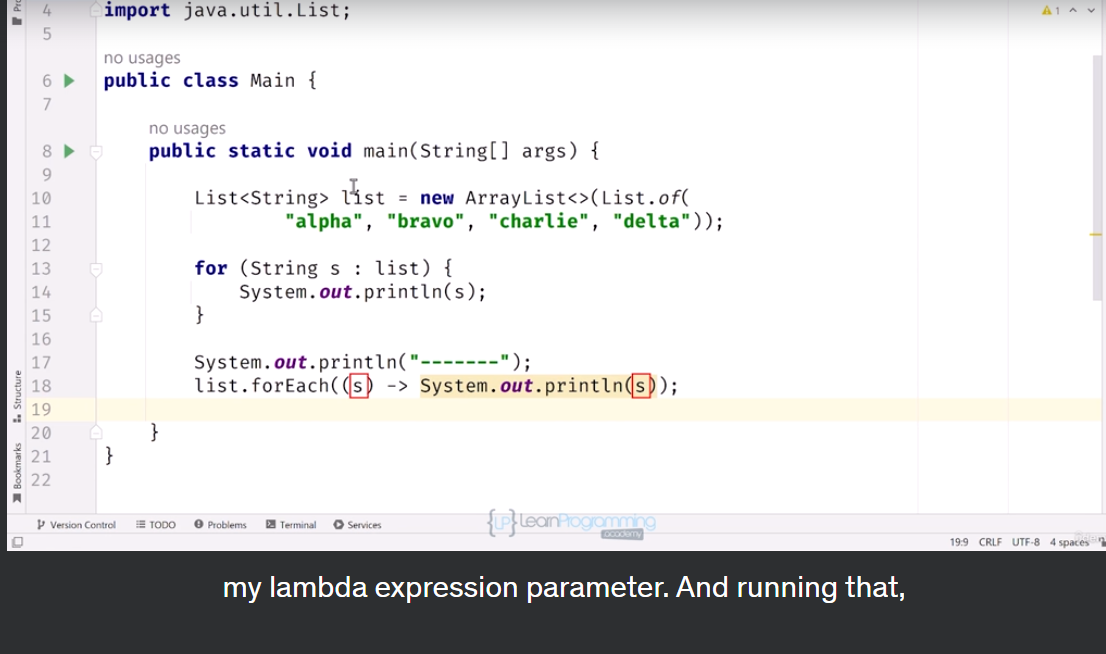 4 import java.util.List;
5
no usages
6 public class Main {
7
no usages
8 public static void main(String[] args) {
9
10 List<String> list = new ArrayList<>(List.of(
11 "alpha", "bravo", "charlie", "delta"));
12
13 for (String s : list) {
14 System.out.println(s);
15 }
16
17 System.out.println("-------");
18 list.forEach((s) -> System.out.println(s));
19
20 }
21 }
22
1
Structure
Bookmarks
Version Control TODO Problems Terminal Services
{LP} LearnProgramming
academy
19:9 CRLF UTF-8 4 spaces
my lambda expression parameter. And running that,